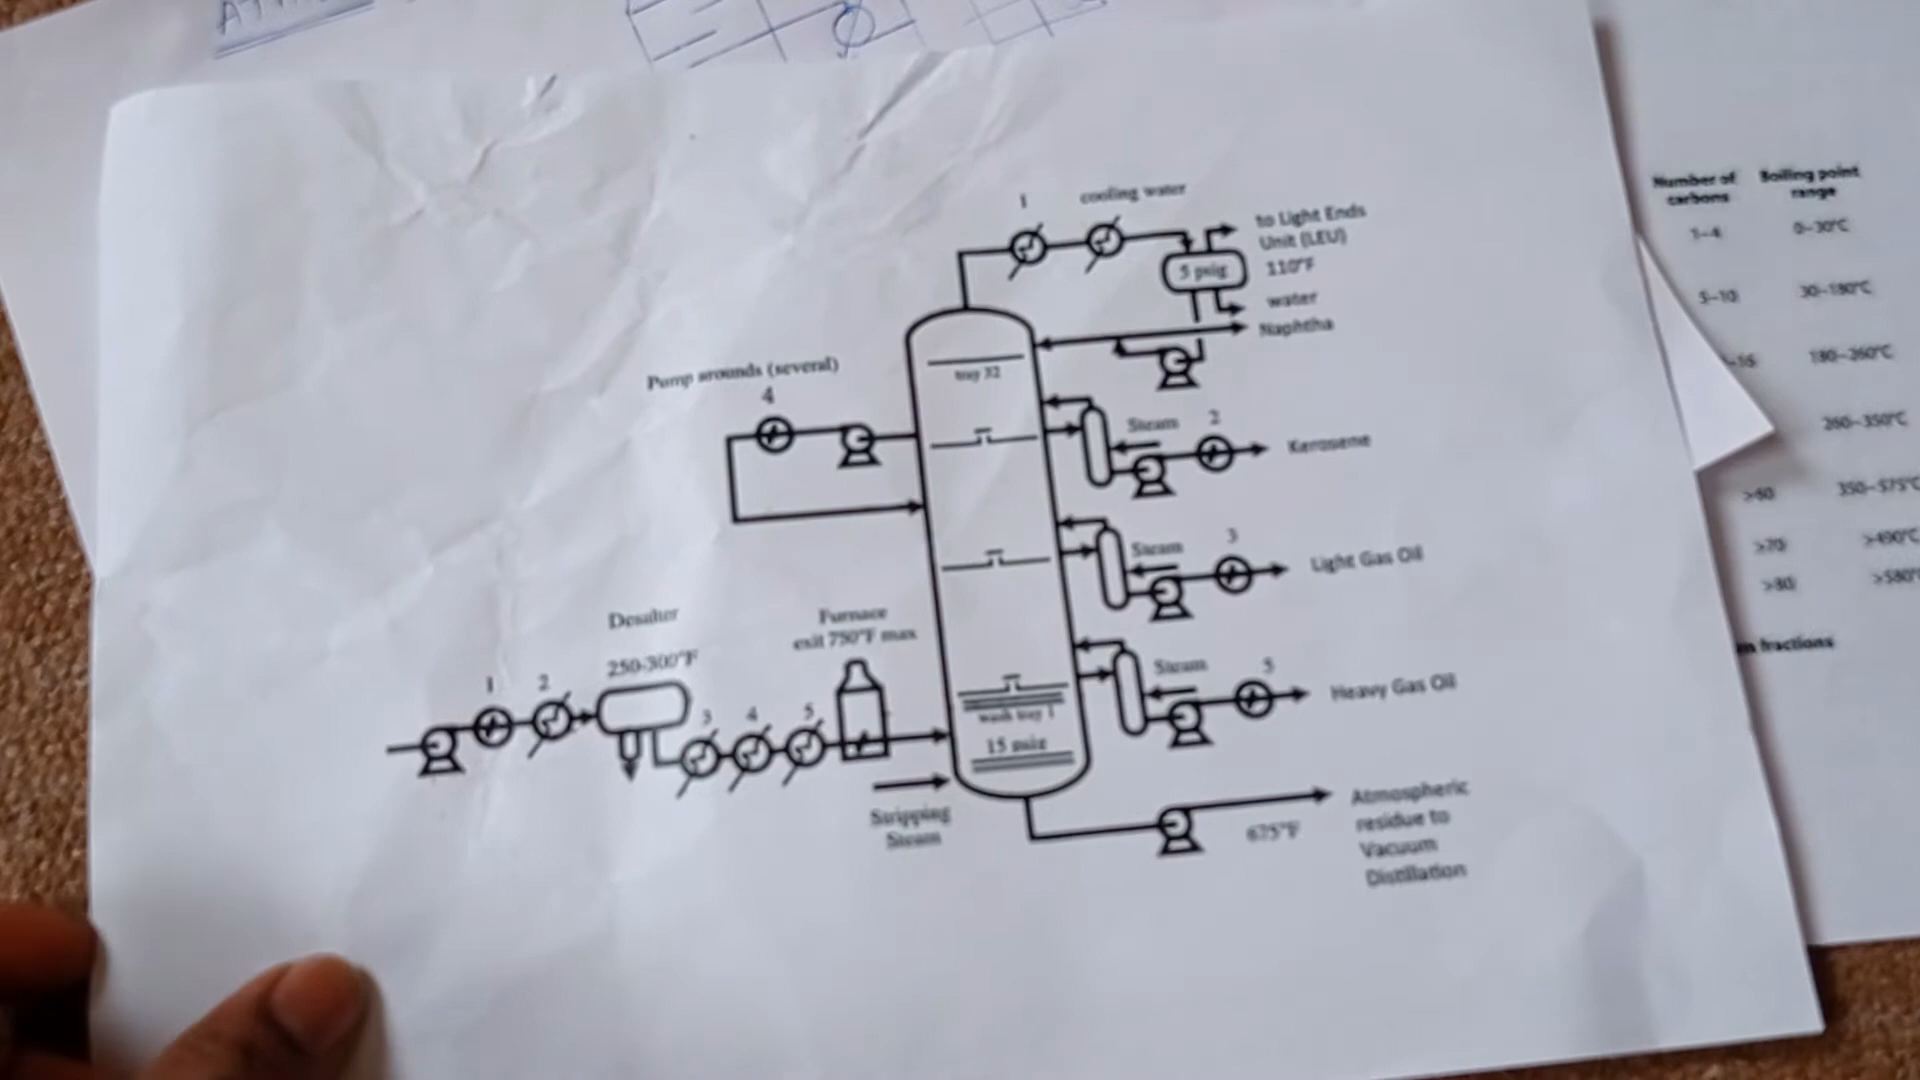 1
cooling water
to Light Ends
Unit (LEU)
5 psig
110°F
water
Naphtha
tray 32
Pump arounds (several)
4
Steam
2
Kerosene
Steam
3
Light Gas Oil
Steam
5
Heavy Gas Oil
wash tray 1
15 psig
Desalter
250-300°F
1
2
3
4
5
Furnace
exit 750°F max
Stripping
Steam
675°F
Atmospheric
residue to
Vacuum
Distillation
Number of
carbons
Boiling point
range
1–4
0–30°C
5–10
30–180°C
180–260°C
260–350°C
>60
350–575°C
>70
>490°C
>80
fractions